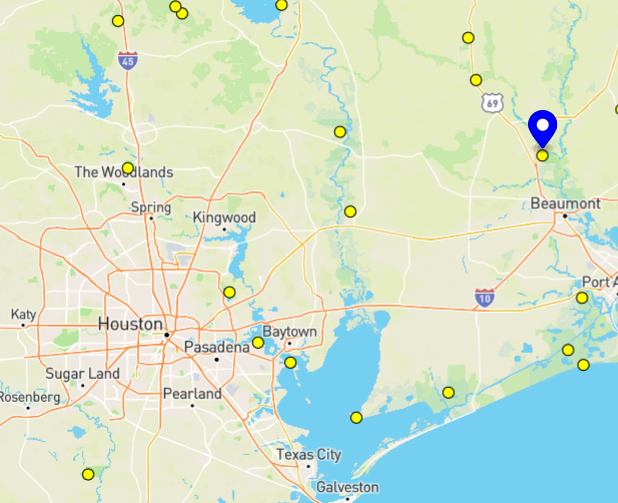 45
69
The Woodlands
Spring
Kingwood
Beaumont
Port A
10
Katy
Houston
Baytown
Pasadena
Sugar Land
Pearland
Rosenberg
Texas City
Galveston